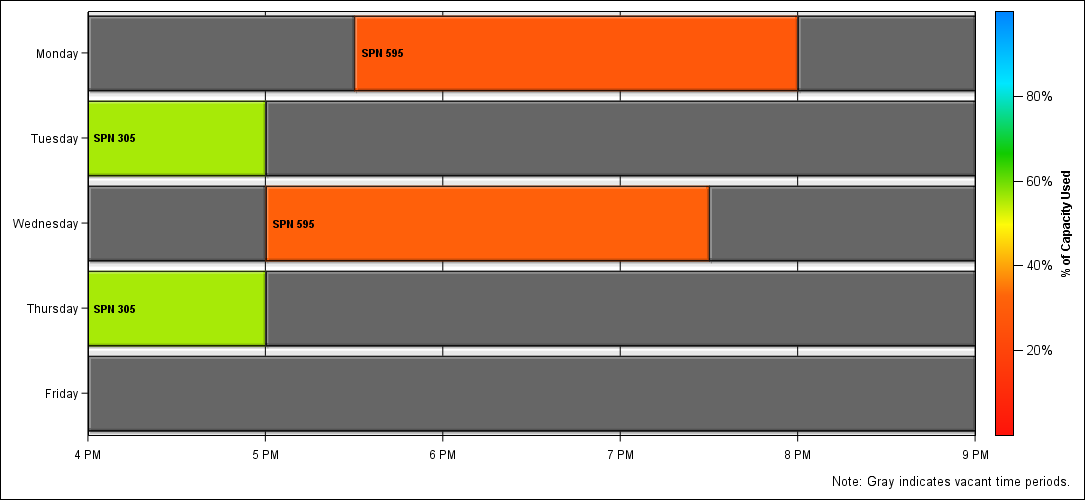 Monday
SPN 595
Tuesday
SPN 305
Wednesday
SPN 595
Thursday
SPN 305
Friday
4 PM 5 PM 6 PM 7 PM 8 PM 9 PM
80%
60%
40%
20%
% of Capacity Used
Note: Gray indicates vacant time periods.